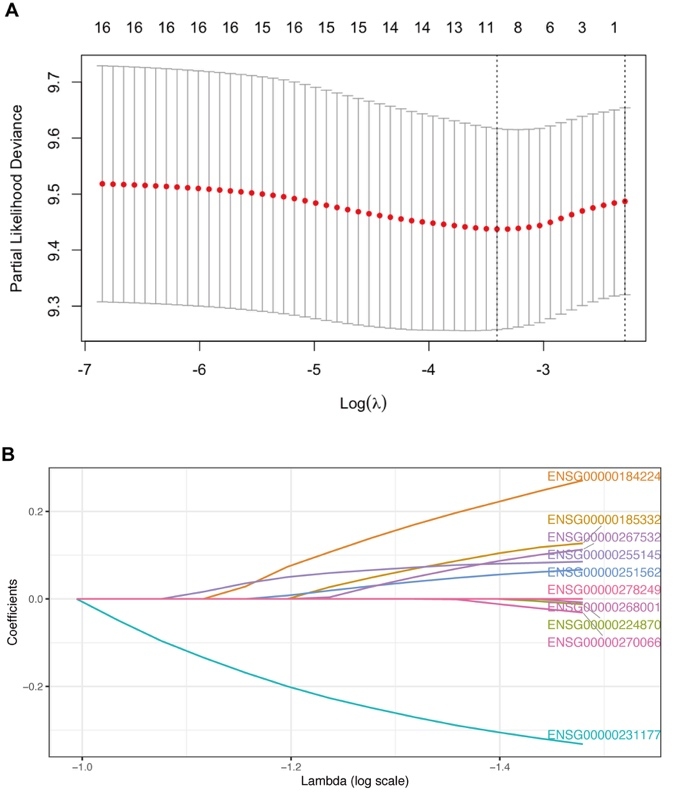 A
16 16 16 16 16 15 16 15 15 14 14 13 11 8 6 3 1
Partial Likelihood Deviance
9.7
9.6
9.5
9.4
9.3
-7 -6 -5 -4 -3
Log(λ)
B
Coefficients
0.2
0.0
−0.2
ENSG00000184224
ENSG00000185332
ENSG00000267532
ENSG00000255145
ENSG00000251562
ENSG00000278249
ENSG00000268001
ENSG00000224870
ENSG00000270066
ENSG00000231177
−1.0 −1.2 −1.4
Lambda (log scale)